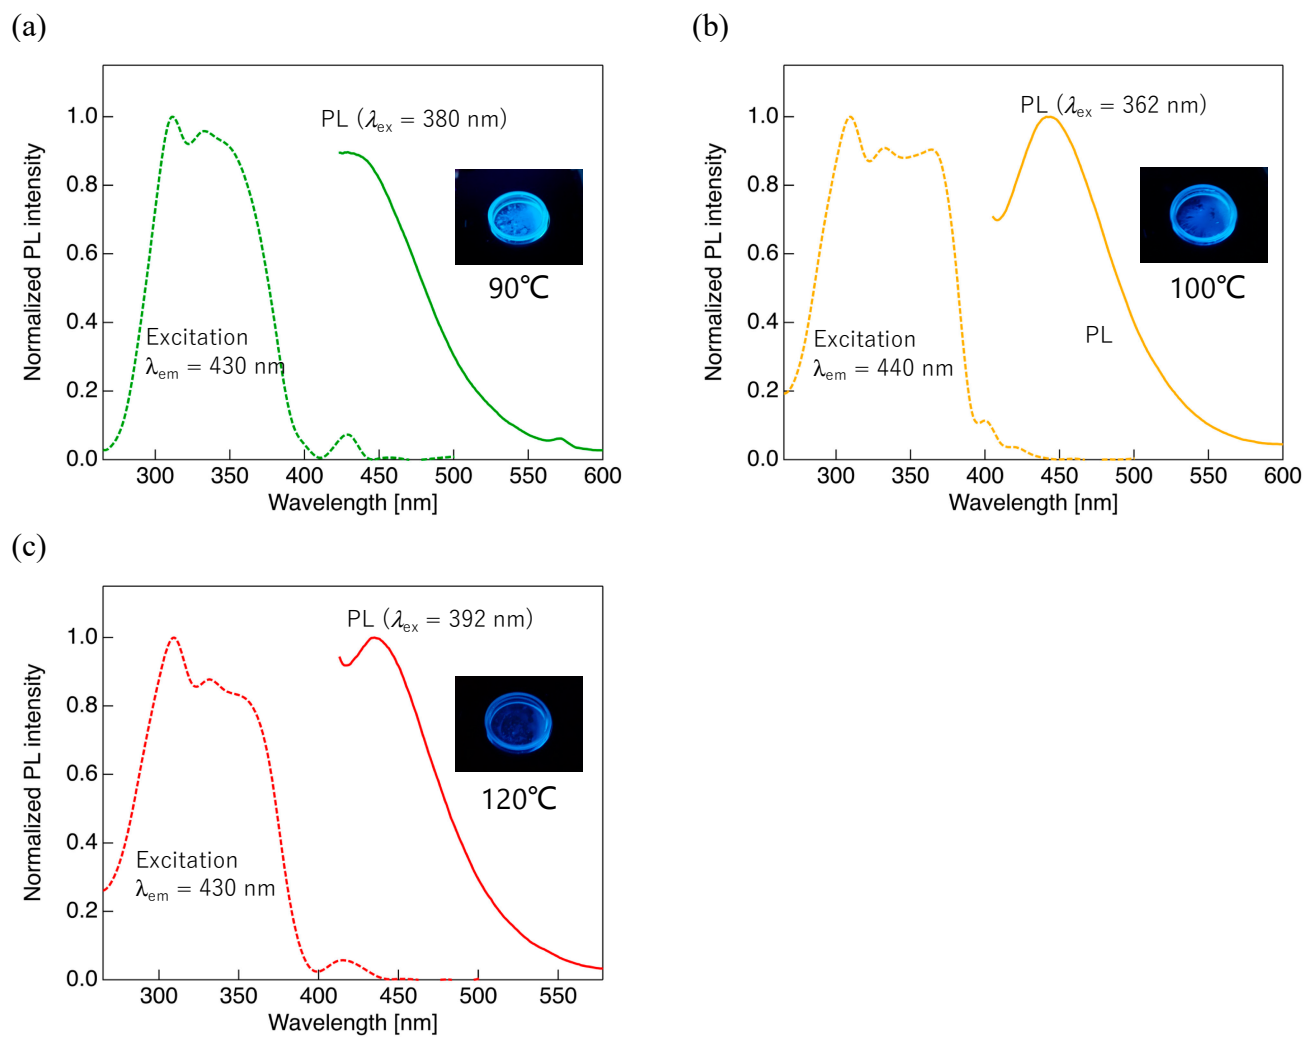 (a)
(b)
Normalized PL intensity
1.0
0.8
0.6
0.4
0.2
0.0
PL (λex = 380 nm)
90℃
Excitation
λem = 430 nm
300 350 400 450 500 550 600
Wavelength [nm]
Normalized PL intensity
1.0
0.8
0.6
0.4
0.2
0.0
PL (λex = 362 nm)
100℃
PL
Excitation
λem = 440 nm
300 350 400 450 500 550 600
Wavelength [nm]
(c)
Normalized PL intensity
1.0
0.8
0.6
0.4
0.2
0.0
PL (λex = 392 nm)
120℃
Excitation
λem = 430 nm
300 350 400 450 500 550
Wavelength [nm]